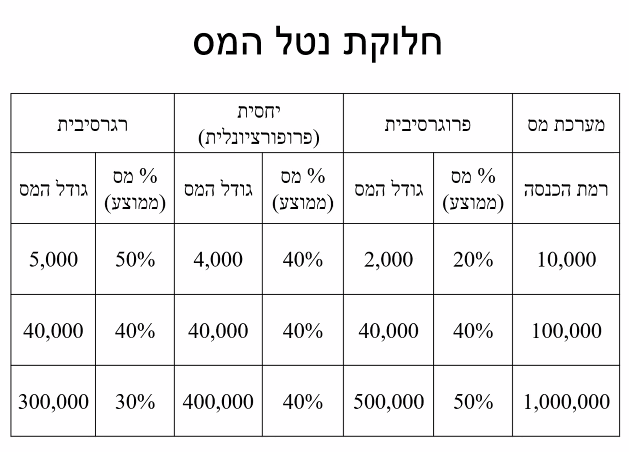 חלוקת נטל המס
מערכת מס פרוגרסיבית יחסית (פרופורציונלית) רגרסיבית
רמת הכנסה % מס (ממוצע) גודל המס % מס (ממוצע) גודל המס % מס (ממוצע) גודל המס
10,000 20% 2,000 40% 4,000 50% 5,000
100,000 40% 40,000 40% 40,000 40% 40,000
1,000,000 50% 500,000 40% 400,000 30% 300,000